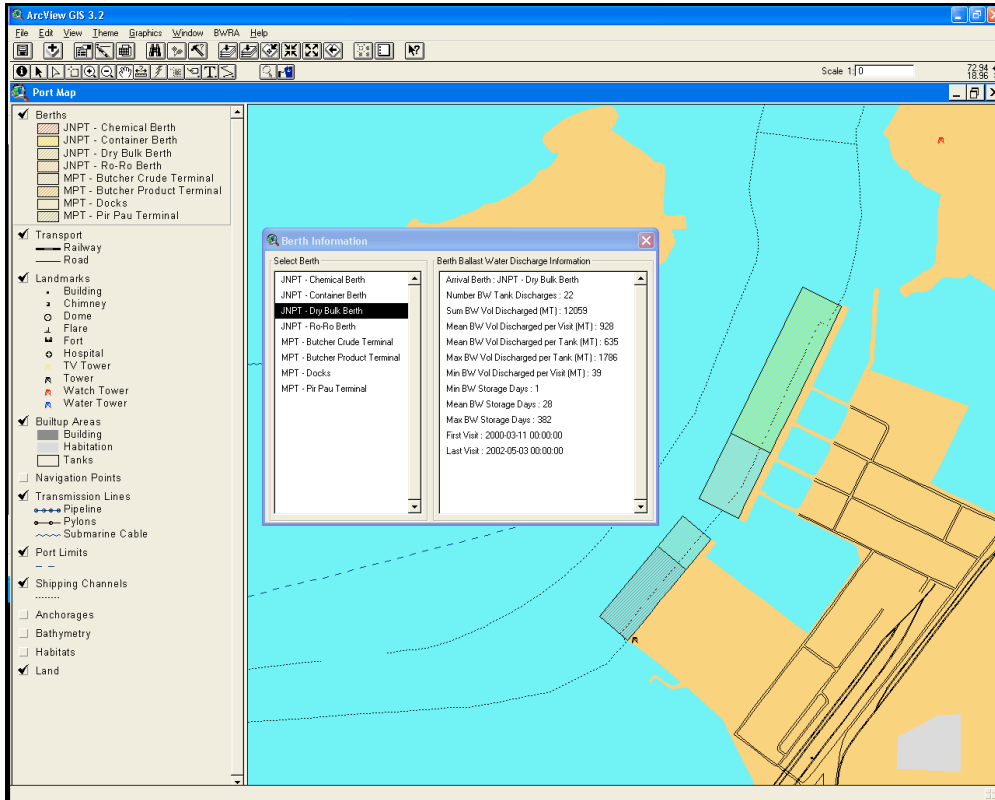 ArcView GIS 3.2
File Edit View Theme Graphics Window BWRA Help
Scale 1: 0
72.94
18.96
Port Map
Berths
JNPT - Chemical Berth
JNPT - Container Berth
JNPT - Dry Bulk Berth
JNPT - Ro-Ro Berth
MPT - Butcher Crude Terminal
MPT - Butcher Product Terminal
MPT - Docks
MPT - Pir Pau Terminal
Transport
Railway
Road
Landmarks
Building
Chimney
Dome
Flare
Fort
Hospital
TV Tower
Tower
Watch Tower
Water Tower
Builtup Areas
Building
Habitation
Tanks
Navigation Points
Transmission Lines
Pipeline
Pylons
Submarine Cable
Port Limits
Shipping Channels
Anchorages
Bathymetry
Habitats
Land
Berth Information
Select Berth
JNPT - Chemical Berth
JNPT - Container Berth
JNPT - Dry Bulk Berth
JNPT - Ro-Ro Berth
MPT - Butcher Crude Terminal
MPT - Butcher Product Terminal
MPT - Docks
MPT - Pir Pau Terminal
Berth Ballast Water Discharge Information
Arrival Berth : JNPT - Dry Bulk Berth
Number BW Tank Discharges : 22
Sum BW Vol Discharged (MT) : 12059
Mean BW Vol Discharged per Visit (MT) : 928
Mean BW Vol Discharged per Tank (MT) : 635
Max BW Vol Discharged per Tank (MT) : 1786
Min BW Vol Discharged per Visit (MT) : 39
Min BW Storage Days : 1
Mean BW Storage Days : 28
Max BW Storage Days : 382
First Visit : 2000-03-11 00:00:00
Last Visit : 2002-05-03 00:00:00